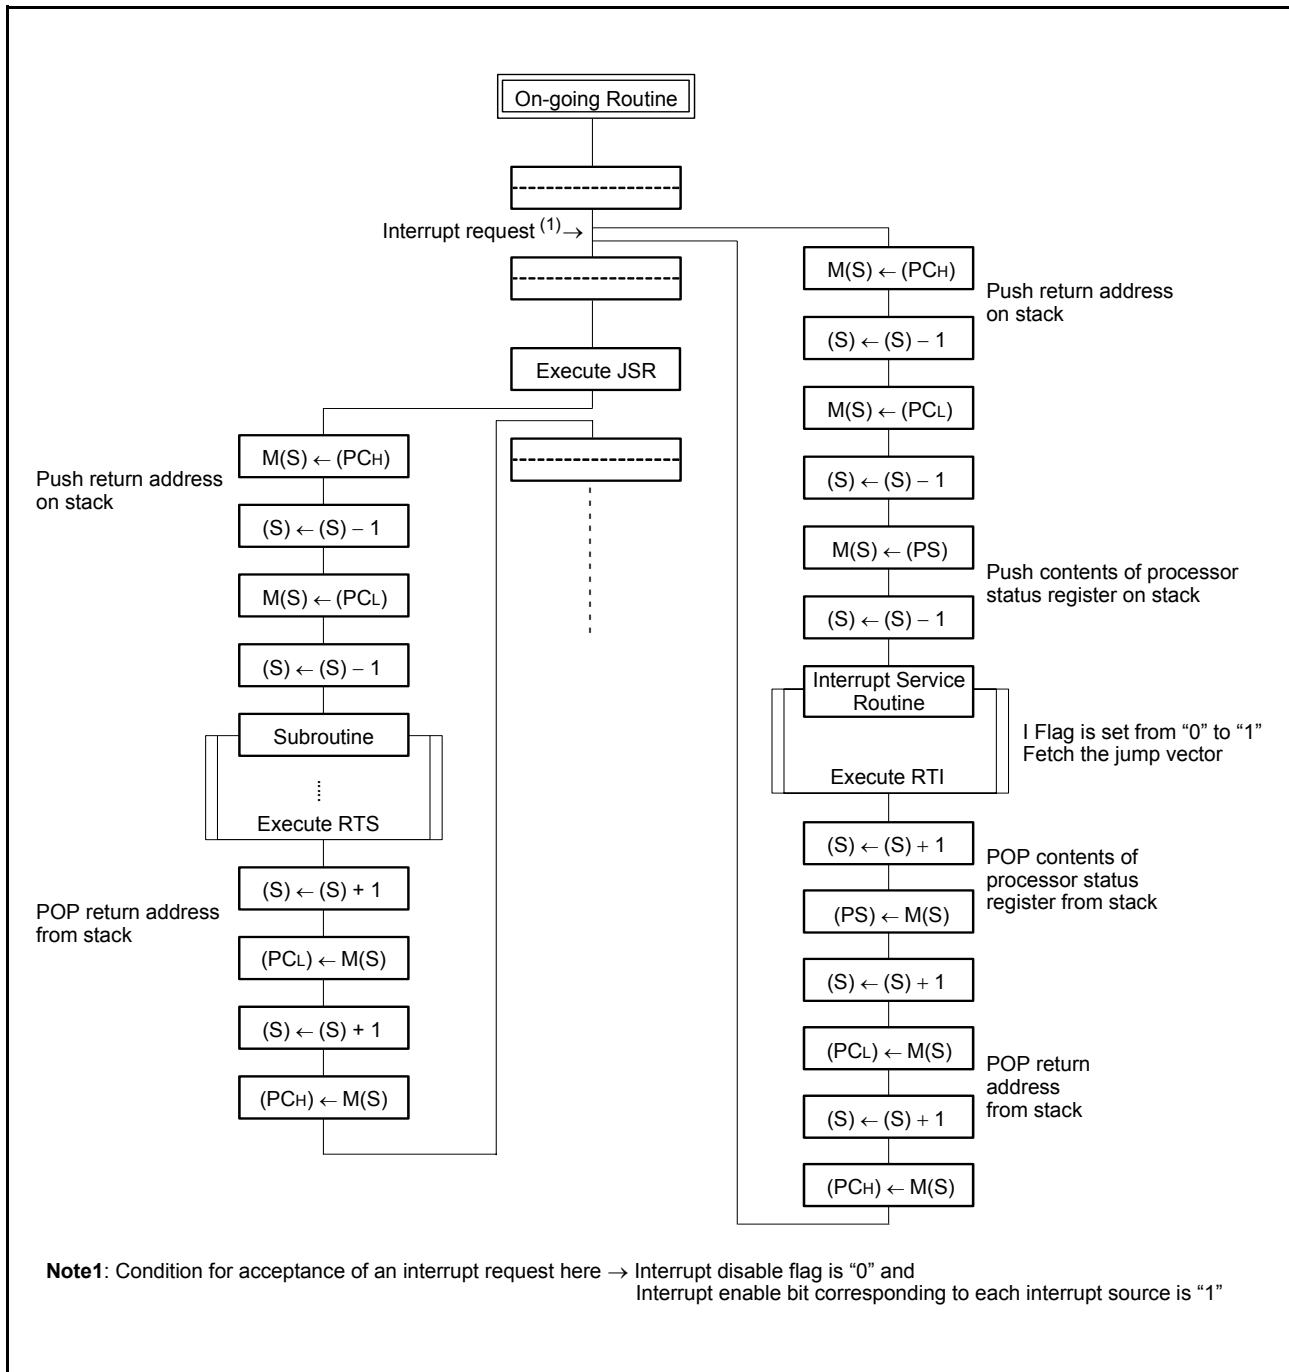 On-going Routine
Interrupt request (1) →
Execute JSR
Push return address
on stack
M(S) ← (PCH)
(S) ← (S) − 1
M(S) ← (PCL)
(S) ← (S) − 1
Subroutine
Execute RTS
POP return address
from stack
(S) ← (S) + 1
(PCL) ← M(S)
(S) ← (S) + 1
(PCH) ← M(S)
M(S) ← (PCH)
Push return address
on stack
(S) ← (S) − 1
M(S) ← (PCL)
(S) ← (S) − 1
M(S) ← (PS)
Push contents of processor
status register on stack
(S) ← (S) − 1
Interrupt Service
Routine
I Flag is set from “0” to “1”
Fetch the jump vector
Execute RTI
(S) ← (S) + 1
POP contents of
processor status
register from stack
(PS) ← M(S)
(S) ← (S) + 1
(PCL) ← M(S)
POP return
address
from stack
(S) ← (S) + 1
(PCH) ← M(S)
Note1: Condition for acceptance of an interrupt request here → Interrupt disable flag is “0” and
Interrupt enable bit corresponding to each interrupt source is “1”